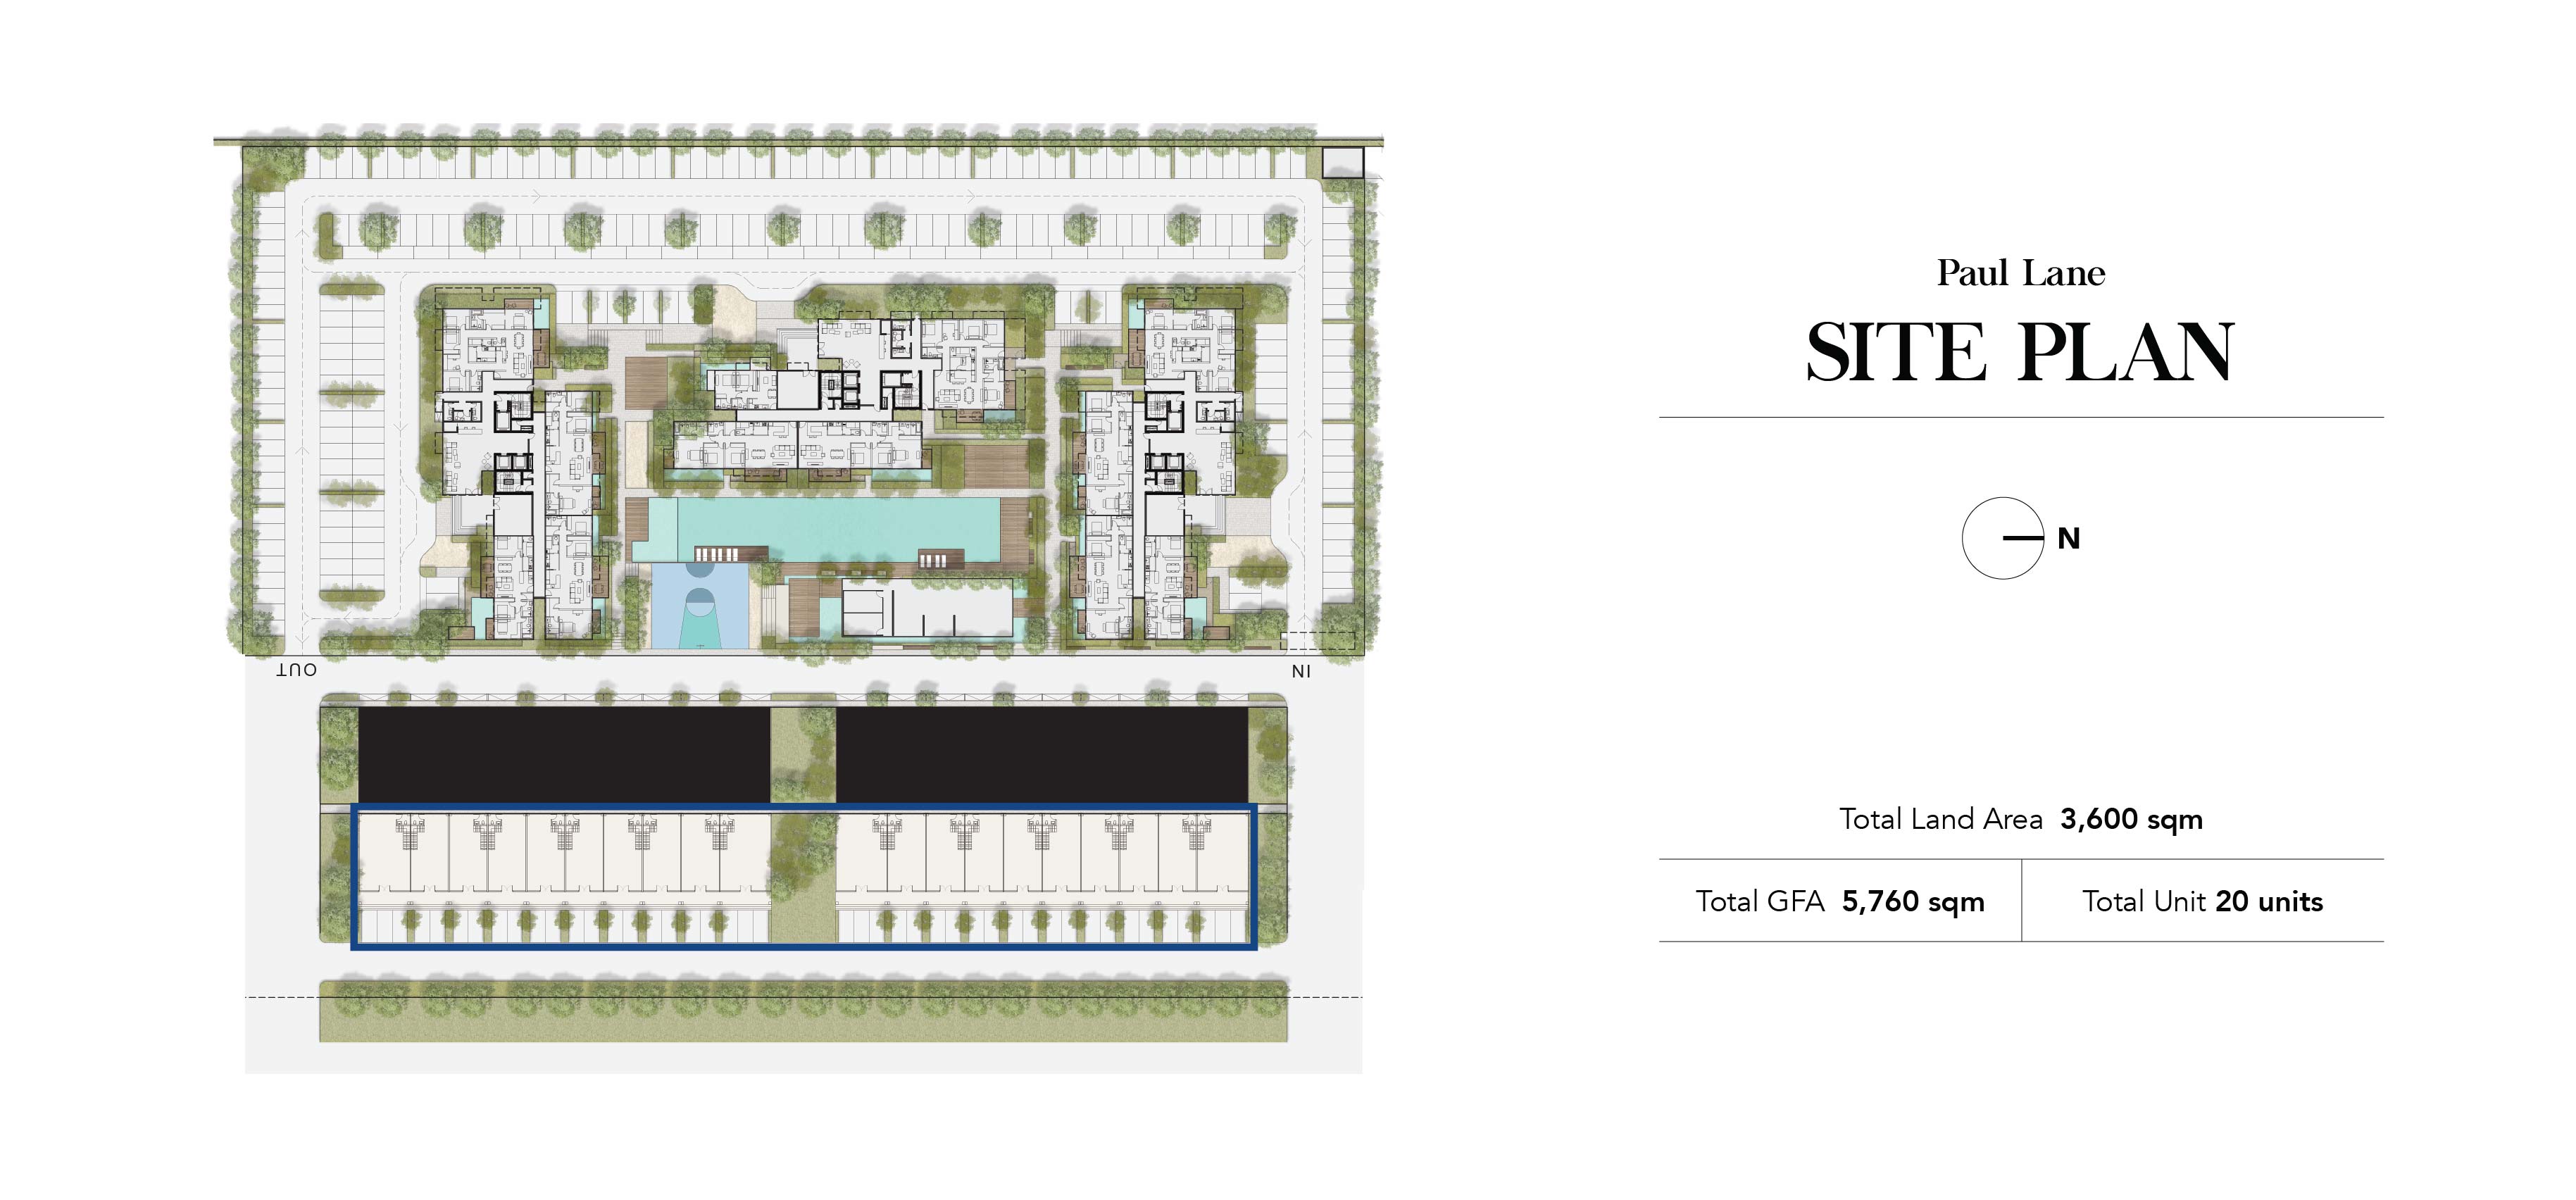 Paul Lane
SITE PLAN
N
OUT
IN
Total Land Area 3,600 sqm
Total GFA 5,760 sqm
Total Unit 20 units